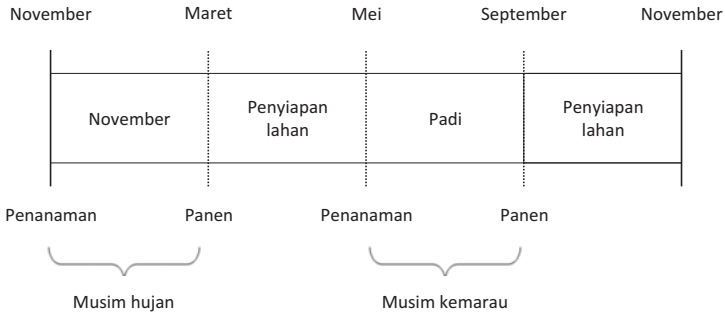 November Maret Mei September November
November
Penyiapan
lahan
Padi
Penyiapan
lahan
Penanaman Panen Penanaman Panen
Musim hujan Musim kemarau